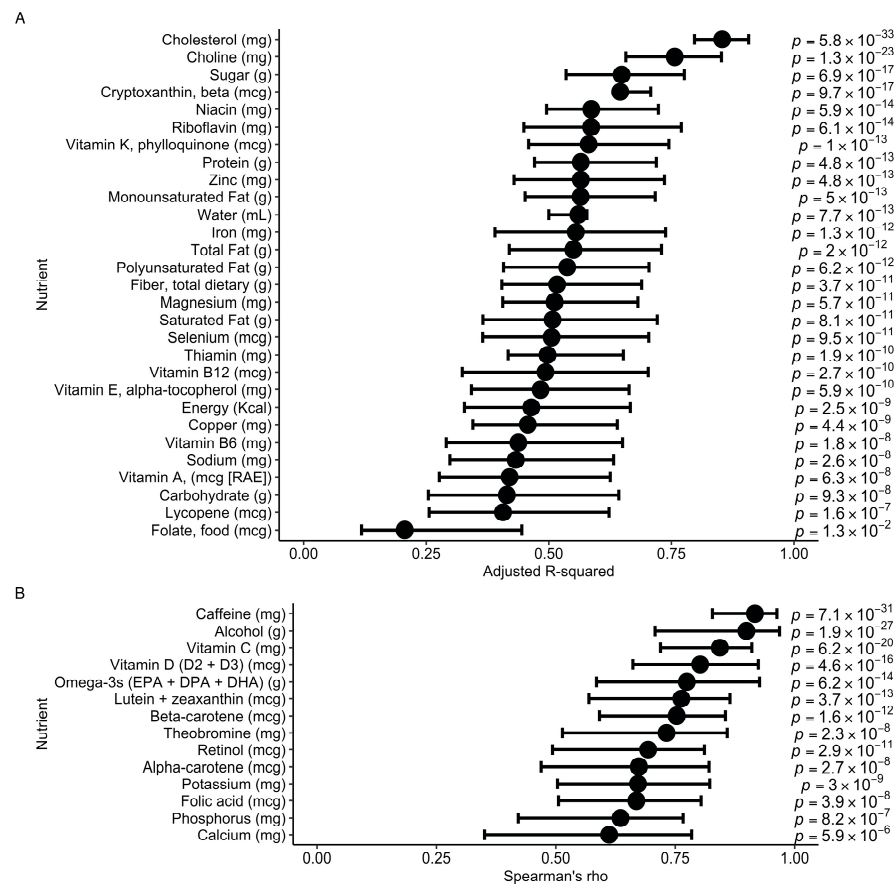 A
Cholesterol (mg) p = 5.8 × 10⁻³³
Choline (mg) p = 1.3 × 10⁻²³
Sugar (g) p = 6.9 × 10⁻¹⁷
Cryptoxanthin, beta (mcg) p = 9.7 × 10⁻¹⁷
Niacin (mg) p = 5.9 × 10⁻¹⁴
Riboflavin (mg) p = 6.1 × 10⁻¹⁴
Vitamin K, phylloquinone (mcg) p = 1 × 10⁻¹³
Protein (g) p = 4.8 × 10⁻¹³
Zinc (mg) p = 4.8 × 10⁻¹³
Monounsaturated Fat (g) p = 5 × 10⁻¹³
Water (mL) p = 7.7 × 10⁻¹³
Iron (mg) p = 1.3 × 10⁻¹²
Total Fat (g) p = 2 × 10⁻¹²
Polyunsaturated Fat (g) p = 6.2 × 10⁻¹²
Fiber, total dietary (g) p = 3.7 × 10⁻¹¹
Magnesium (mg) p = 5.7 × 10⁻¹¹
Saturated Fat (g) p = 8.1 × 10⁻¹¹
Selenium (mcg) p = 9.5 × 10⁻¹¹
Thiamin (mg) p = 1.9 × 10⁻¹⁰
Vitamin B12 (mcg) p = 2.7 × 10⁻¹⁰
Vitamin E, alpha-tocopherol (mg) p = 5.9 × 10⁻¹⁰
Energy (Kcal) p = 2.5 × 10⁻⁹
Copper (mg) p = 4.4 × 10⁻⁹
Vitamin B6 (mg) p = 1.8 × 10⁻⁸
Sodium (mg) p = 2.6 × 10⁻⁸
Vitamin A, (mcg [RAE]) p = 6.3 × 10⁻⁸
Carbohydrate (g) p = 9.3 × 10⁻⁸
Lycopene (mcg) p = 1.6 × 10⁻⁷
Folate, food (mcg) p = 1.3 × 10⁻²
Nutrient
0.00 0.25 0.50 0.75 1.00
Adjusted R-squared
B
Caffeine (mg) p = 7.1 × 10⁻³¹
Alcohol (g) p = 1.9 × 10⁻²⁷
Vitamin C (mg) p = 6.2 × 10⁻²⁰
Vitamin D (D2 + D3) (mcg) p = 4.6 × 10⁻¹⁶
Omega-3s (EPA + DPA + DHA) (g) p = 6.2 × 10⁻¹⁴
Lutein + zeaxanthin (mcg) p = 3.7 × 10⁻¹³
Beta-carotene (mcg) p = 1.6 × 10⁻¹²
Theobromine (mg) p = 2.3 × 10⁻⁸
Retinol (mcg) p = 2.9 × 10⁻¹¹
Alpha-carotene (mcg) p = 2.7 × 10⁻⁸
Potassium (mg) p = 3 × 10⁻⁹
Folic acid (mcg) p = 3.9 × 10⁻⁸
Phosphorus (mg) p = 8.2 × 10⁻⁷
Calcium (mg) p = 5.9 × 10⁻⁶
Nutrient
0.00 0.25 0.50 0.75 1.00
Spearman's rho